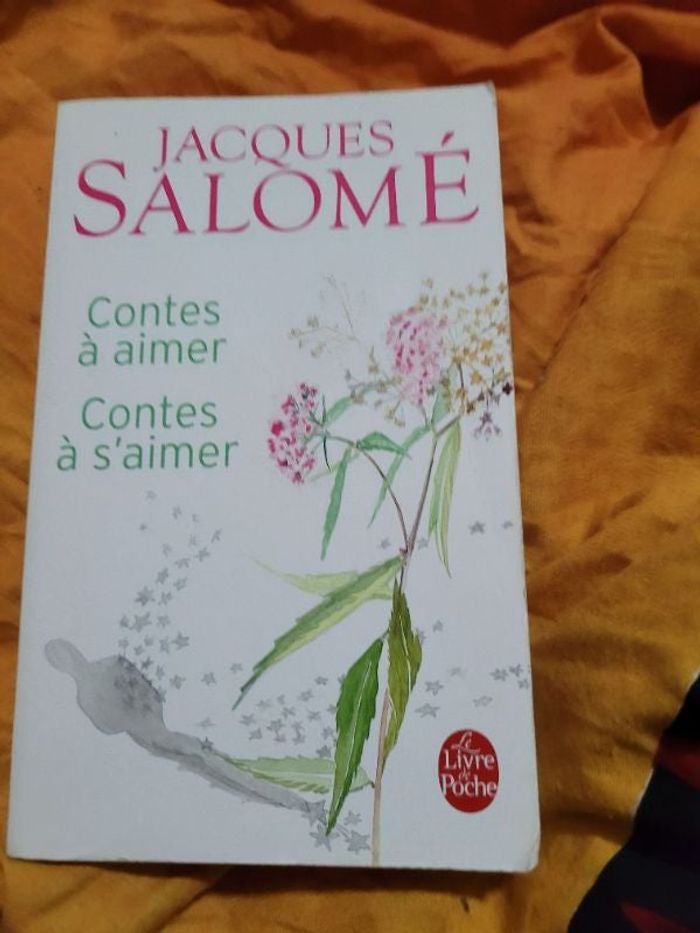 JACQUES
SALOMÉ
Contes
à aimer
Contes
à s'aimer
Le
Livre
de
Poche